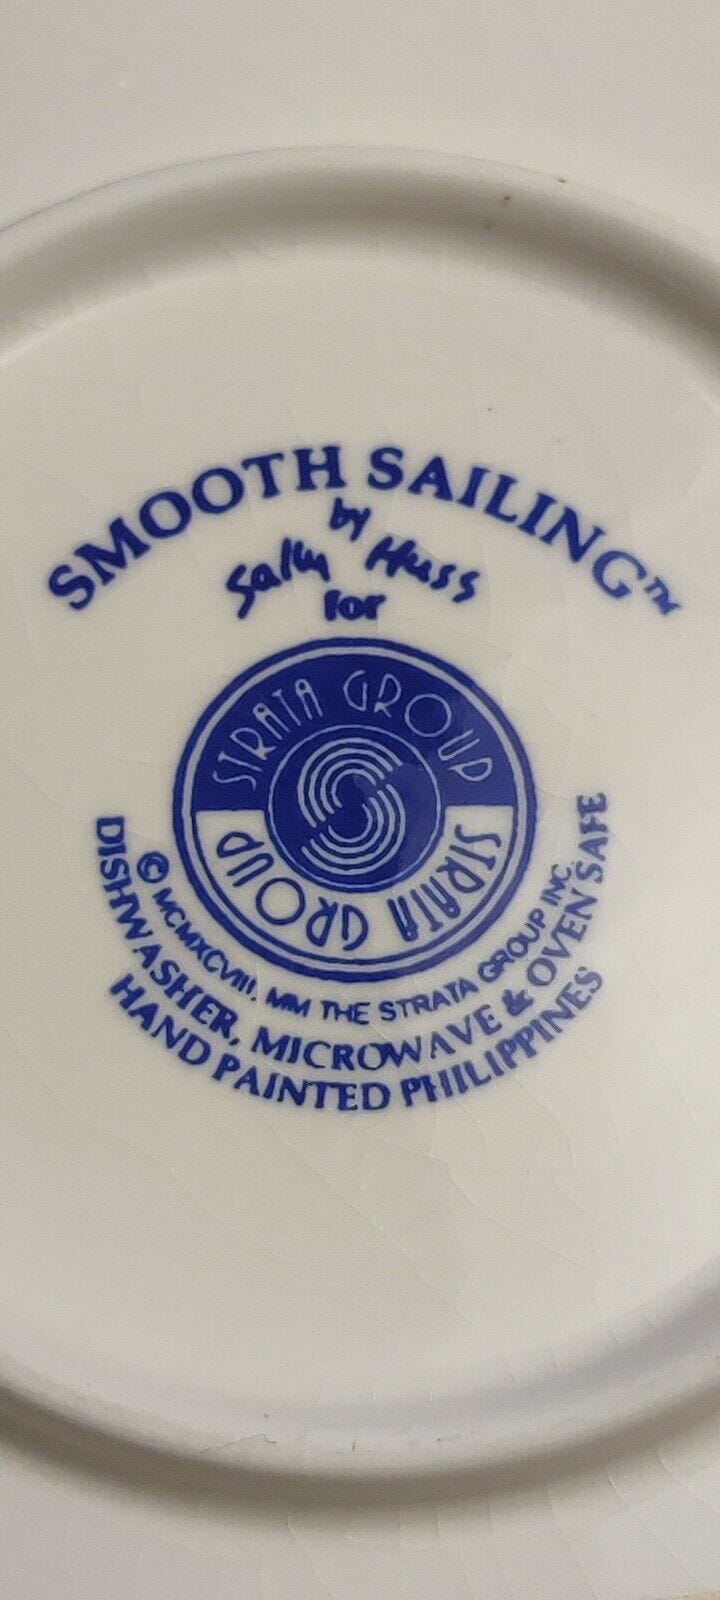 SMOOTH SAILING™
by
Sally Huss
for
STRATA GROUP
STRATA GROUP
© MCMXCVIII. MM THE STRATA GROUP INC.
DISHWASHER, MICROWAVE & OVEN SAFE
HAND PAINTED PHILIPPINES